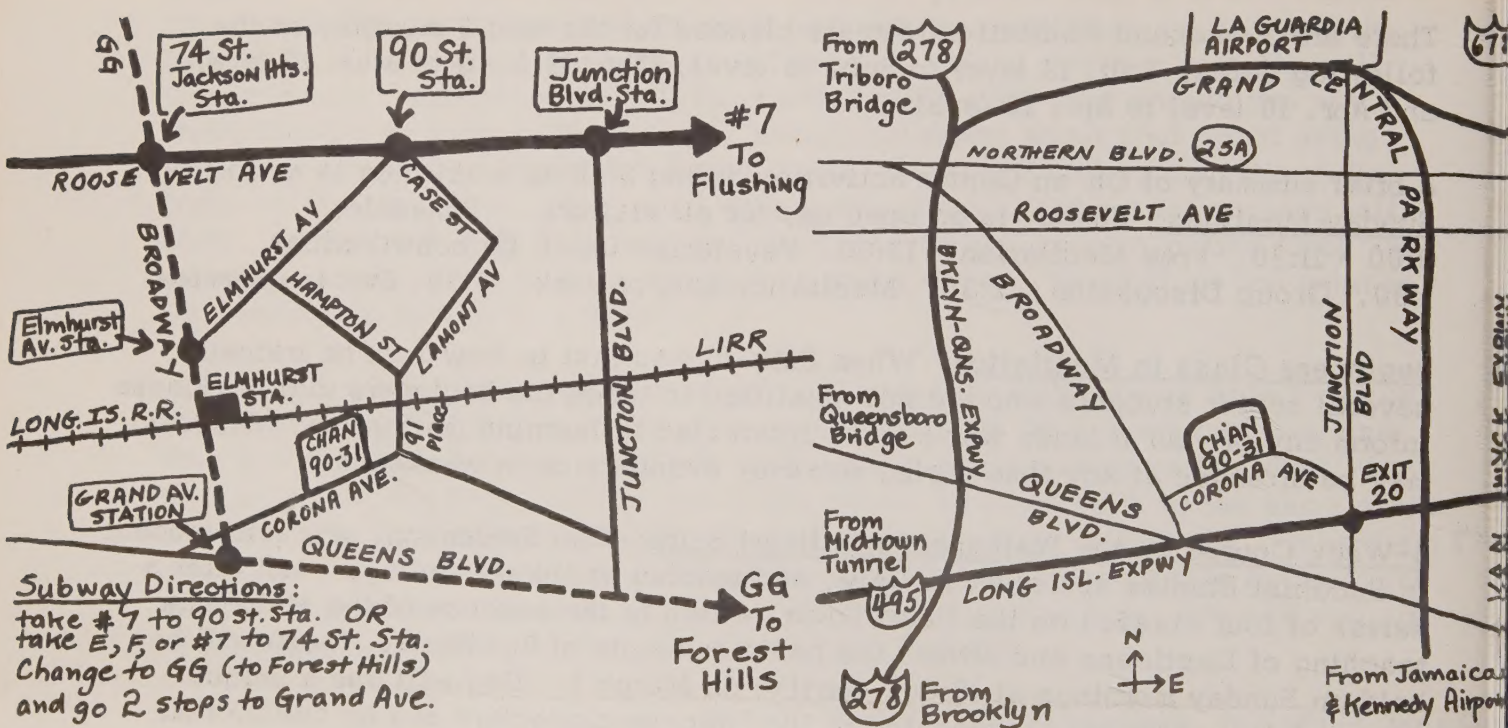 GG
74 St.
Jackson Hts.
Sta.
90 St.
Sta.
Junction
Blvd. Sta.
#7
To
Flushing
ROOSEVELT AVE
BROADWAY
ELMHURST AV
CASE ST
HAMPTON ST
LAMONT AV
JUNCTION BLVD.
Elmhurst
Av. Sta.
ELMHURST
STA.
LIRR
LONG. IS. R.R.
CHAN
90-31
91
Place
GRAND AV.
STATION
CORONA AVE.
QUEENS BLVD.
GG
To
Forest
Hills
Subway Directions:
take #7 to 90 St. Sta. OR
take E, F, or #7 to 74 St. Sta.
Change to GG (to Forest Hills)
and go 2 stops to Grand Ave.
From
Triboro
Bridge
278
LA GUARDIA
AIRPORT
678
GRAND CENTRAL PARKWAY
NORTHERN BLVD. 25A
ROOSEVELT AVE
BKLYN-QNS. EXPWY.
BROADWAY
JUNCTION
BLVD
From
Queensboro
Bridge
CHAN
90-31
CORONA AVE
EXIT
20
QUEENS
BLVD.
From
Midtown
Tunnel
495
LONG ISL. EXPWY
278
From
Brooklyn
N
E
From Jamaica
& Kennedy Airpor